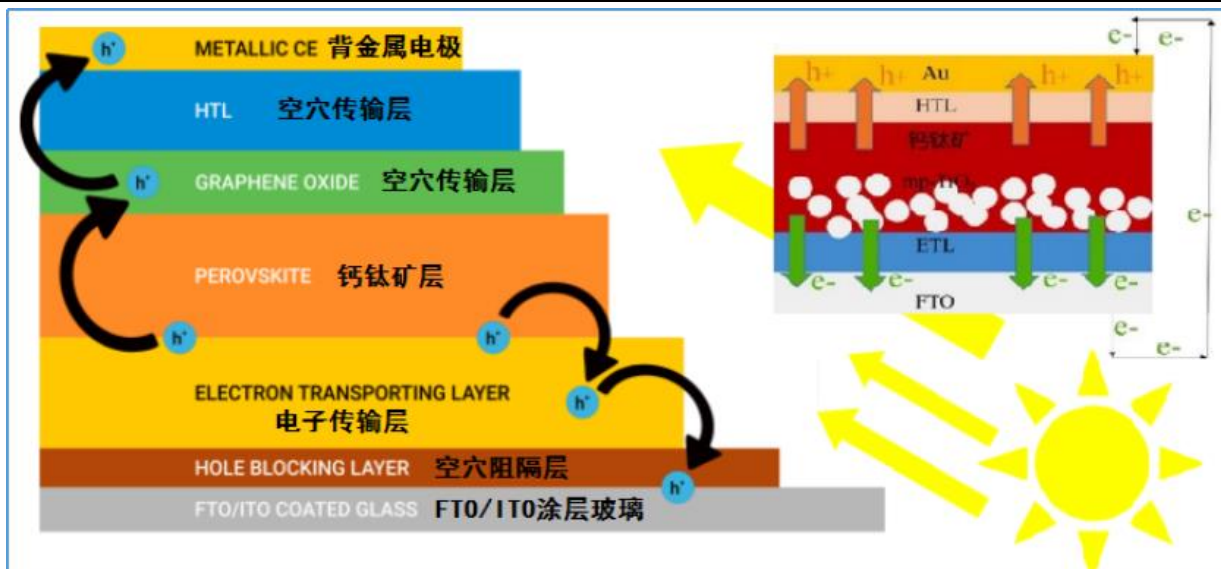 h⁺
METALLIC CE 背金属电极
HTL 空穴传输层
h⁺
GRAPHENE OXIDE 空穴传输层
PEROVSKITE 钙钛矿层
h⁺
h⁺
ELECTRON TRANSPORTING LAYER
h⁺
电子传输层
HOLE BLOCKING LAYER 空穴阻隔层
h⁺
FTO/ITO COATED GLASS FTO/ITO涂层玻璃
e- e-
h+ h+ Au h+ h+
HTL
钙钛矿
mp-TiO₂
e-
ETL
e- e- e- e-
FTO
e-
e- e-